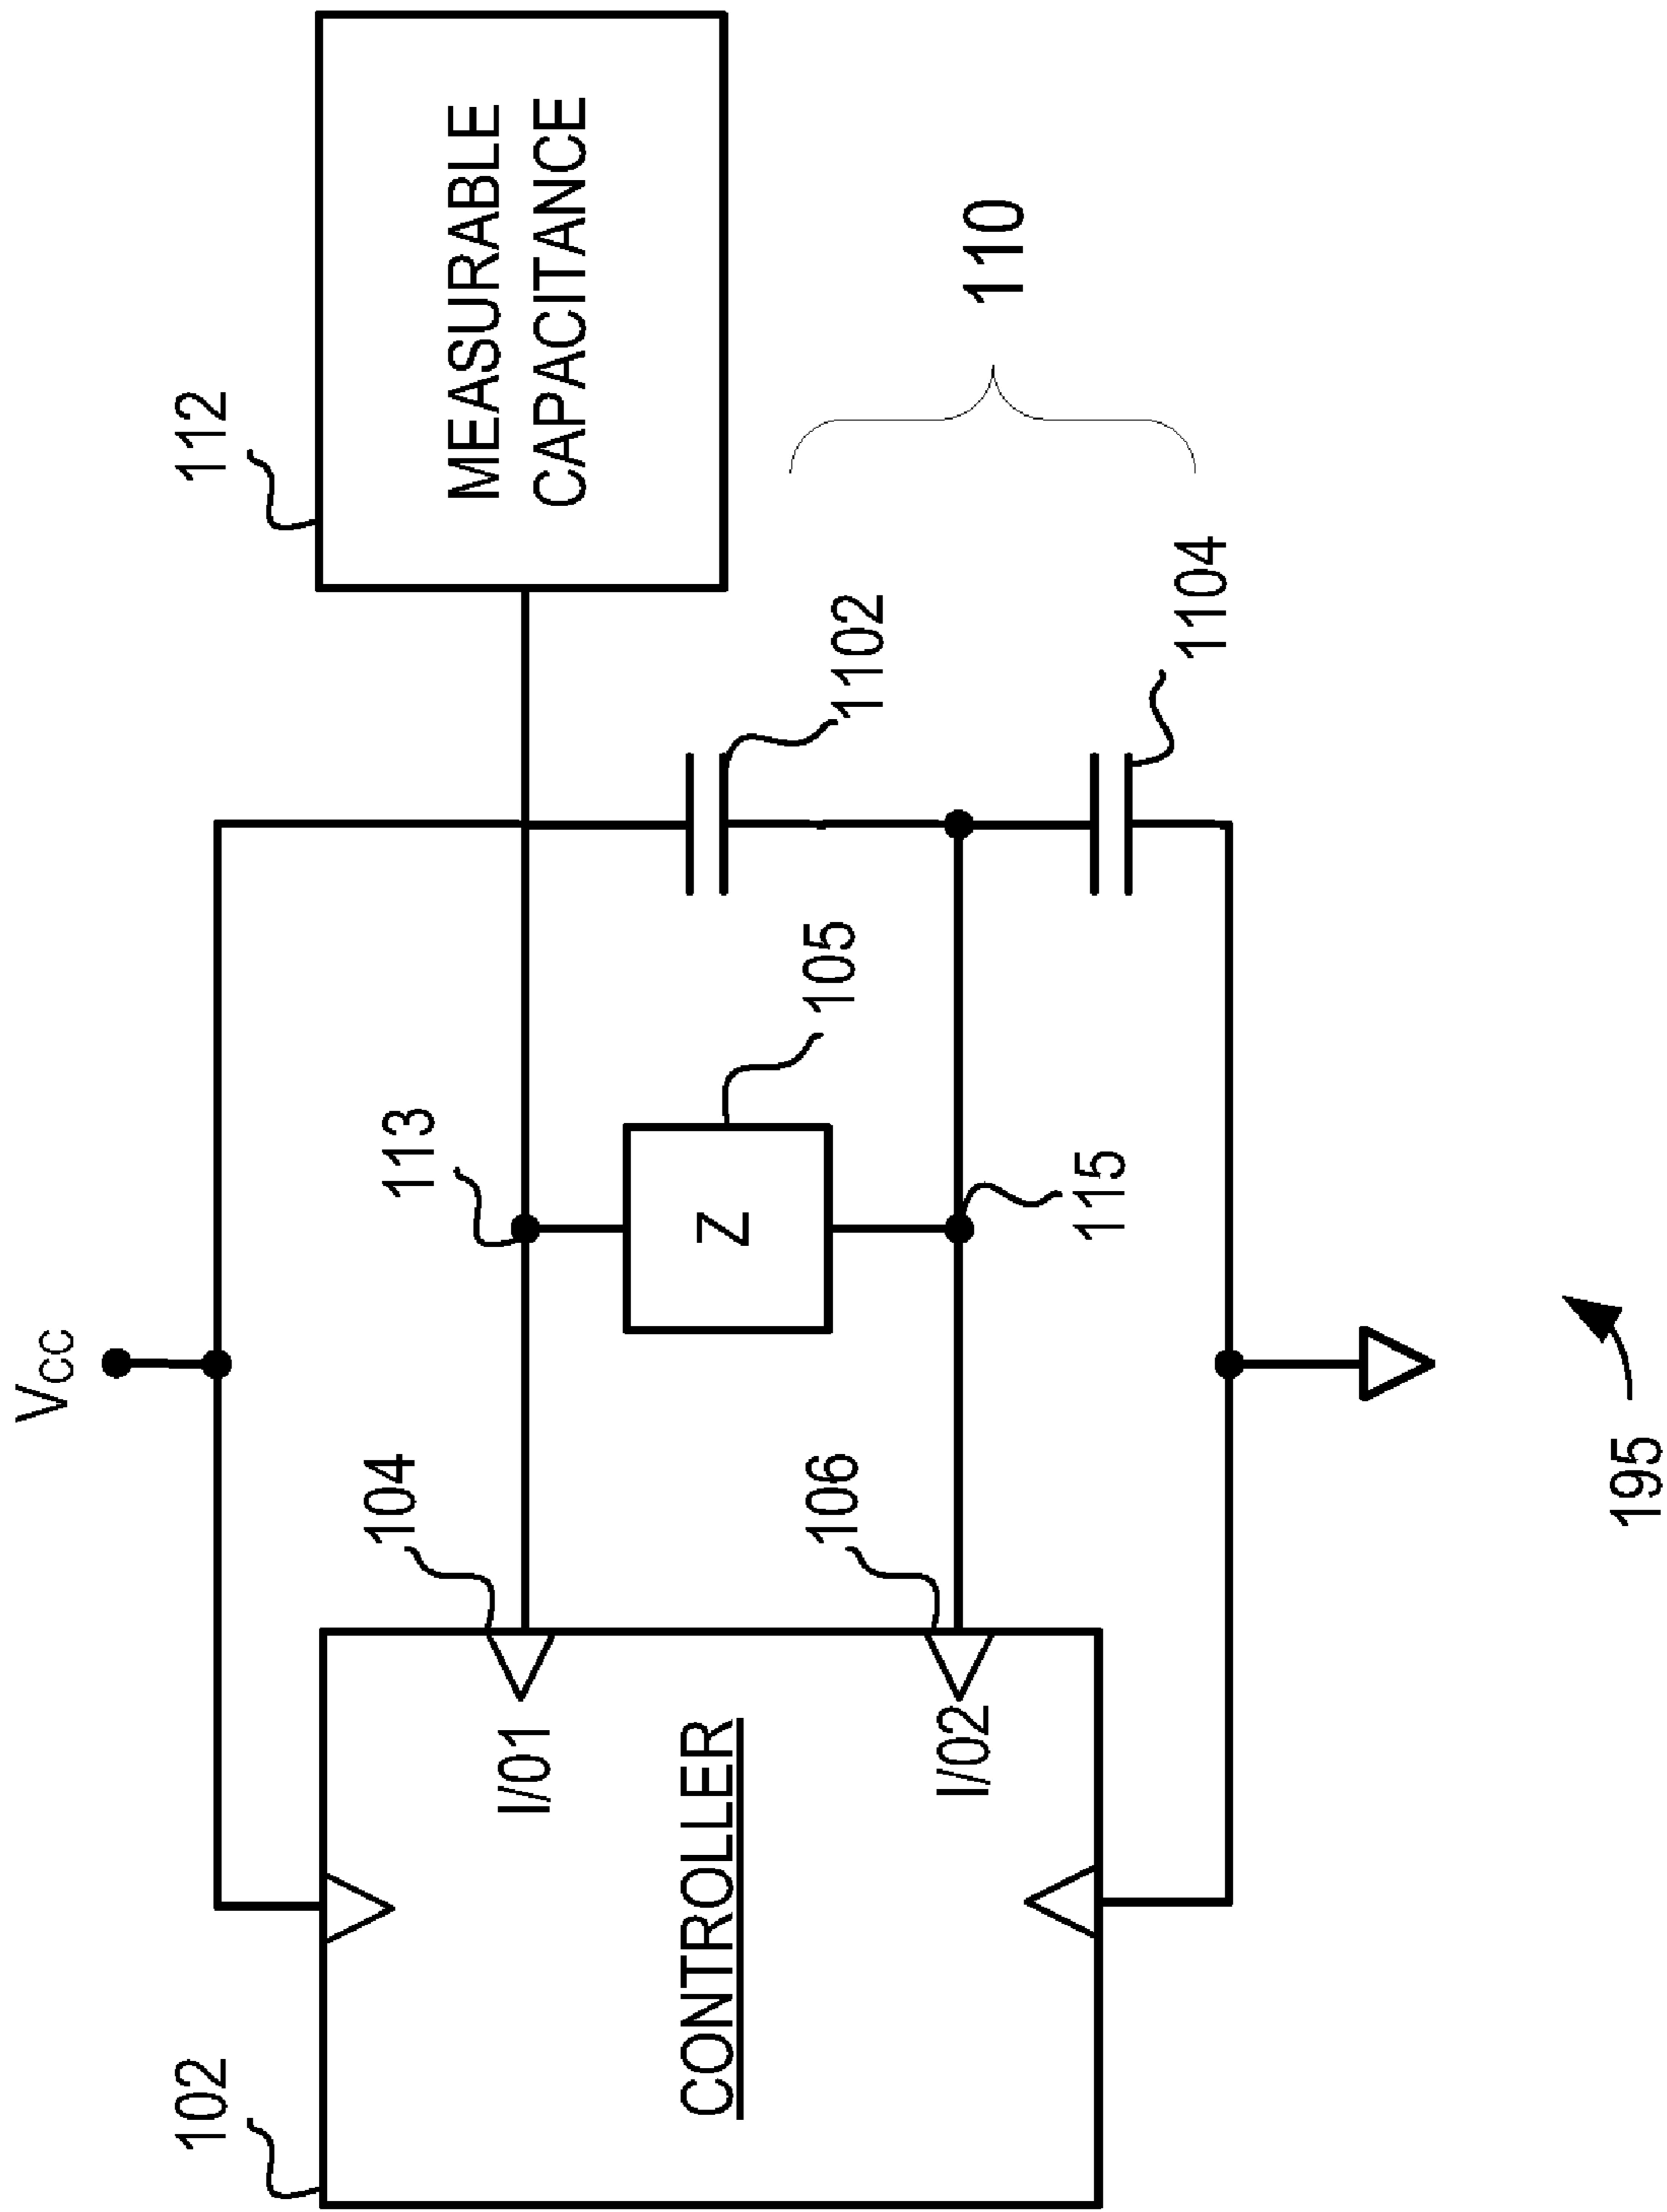 Vcc
102
104
113
112
MEASURABLE
CAPACITANCE
I/01
CONTROLLER
Z
105
1102
110
I/02
106
115
1104
195